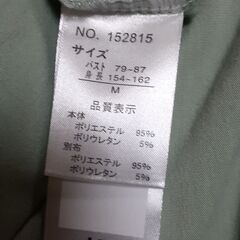 NO. 152815
サイズ
バスト 79~87
身長 154~162
M
品質表示
本体
ポリエステル 95%
ポリウレタン 5%
別布
ポリエステル 95%
ポリウレタン 5%